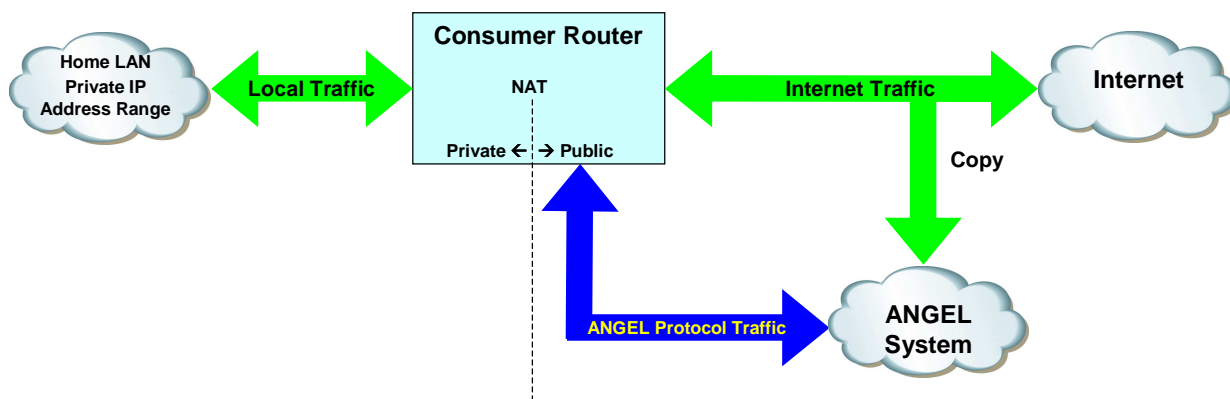 Home LAN
Private IP
Address Range
Local Traffic
Consumer Router
NAT
Private ← → Public
Internet Traffic
Internet
Copy
ANGEL Protocol Traffic
ANGEL
System